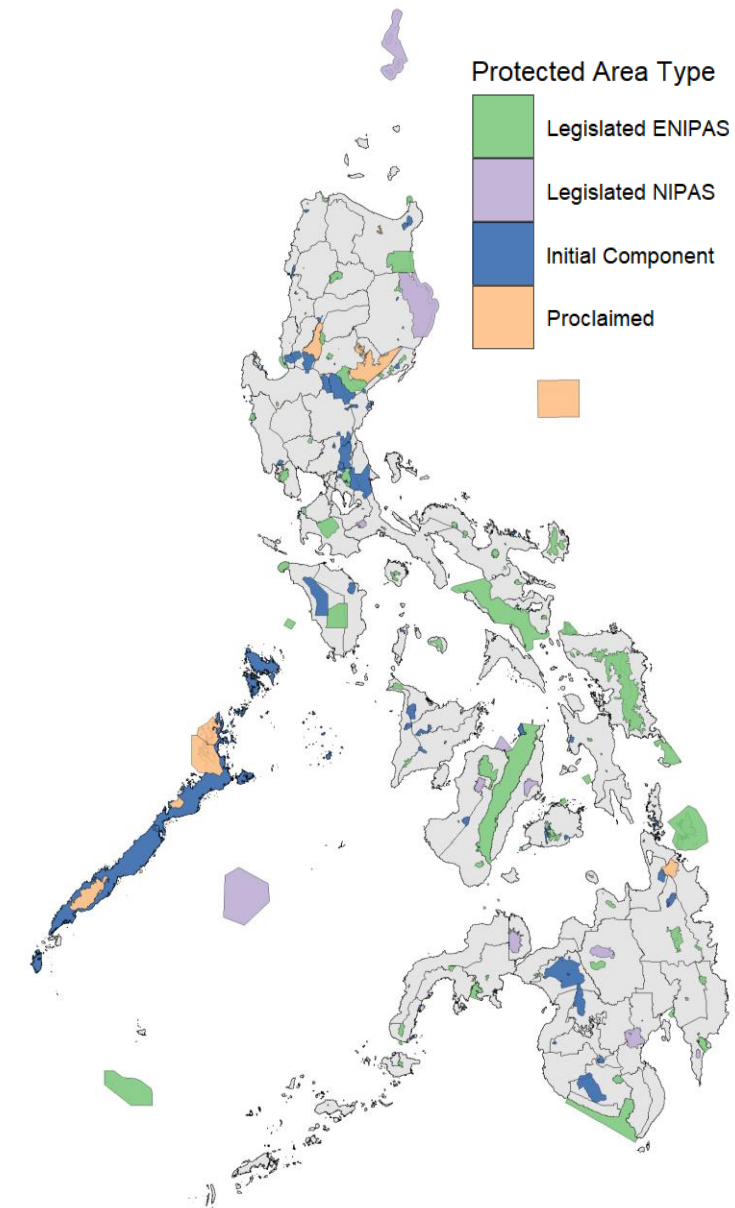 Protected Area Type
Legislated ENIPAS
Legislated NIPAS
Initial Component
Proclaimed